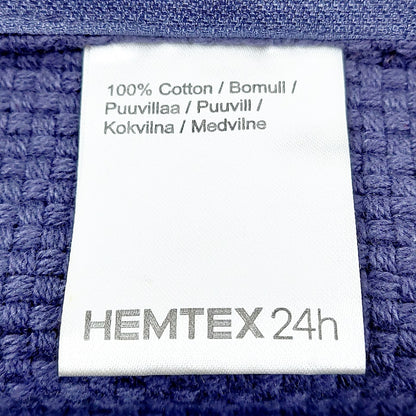 100% Cotton / Bomull /
Puuvillaa / Puuvill /
Kokvilna / Medvilne
HEMTEX 24h